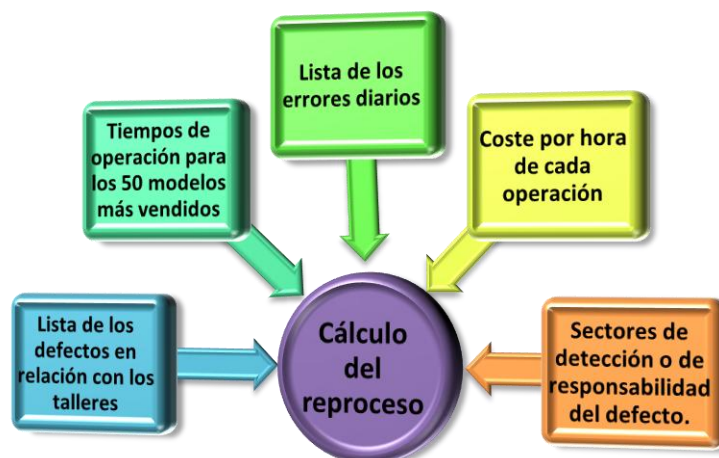 Lista de los
errores diarios
Tiempos de
operación para
los 50 modelos
más vendidos
Coste por hora
de cada
operación
Lista de los
defectos en
relación con los
talleres
Cálculo
del
reproceso
Sectores de
detección o de
responsabilidad
del defecto.